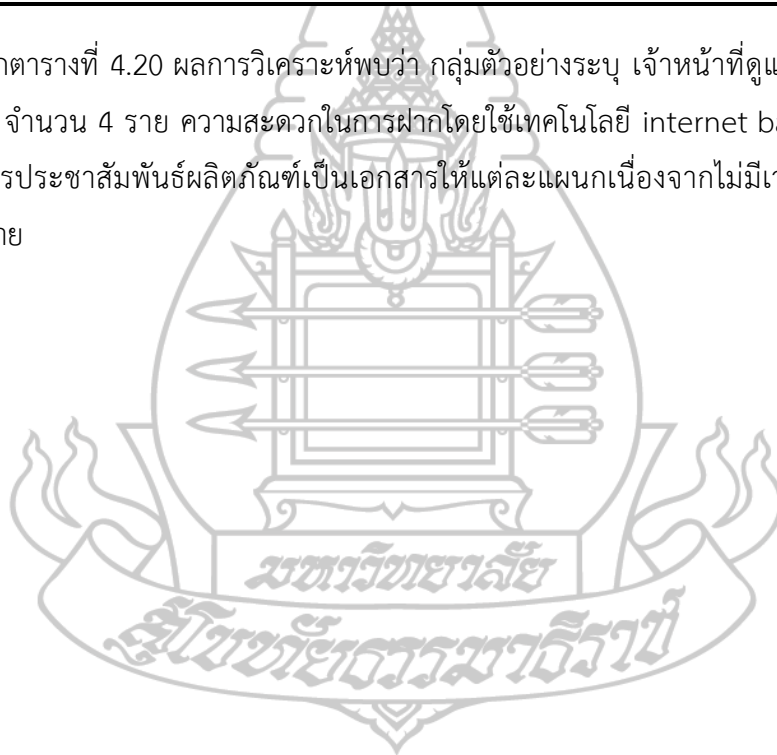 กตารางที่ 4.20 ผลการวิเคราะห์พบว่า กลุ่มตัวอย่างระบุ เจ้าหน้าที่ดูแ
จำนวน 4 ราย ความสะดวกในการฝากโดยใช้เทคโนโลยี internet ba
รประชาสัมพันธ์ผลิตภัณฑ์เป็นเอกสารให้แต่ละแผนกเนื่องจากไม่มีเว
าย
มหาวิทยาลัย
สุโขทัยธรรมาธิราช